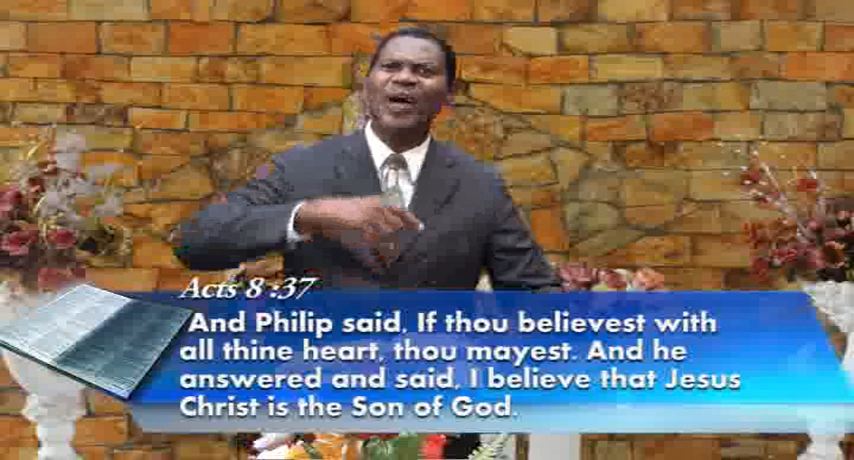 Acts 8 :37
And Philip said, If thou believest with
all thine heart, thou mayest. And he
answered and said, I believe that Jesus
Christ is the Son of God.